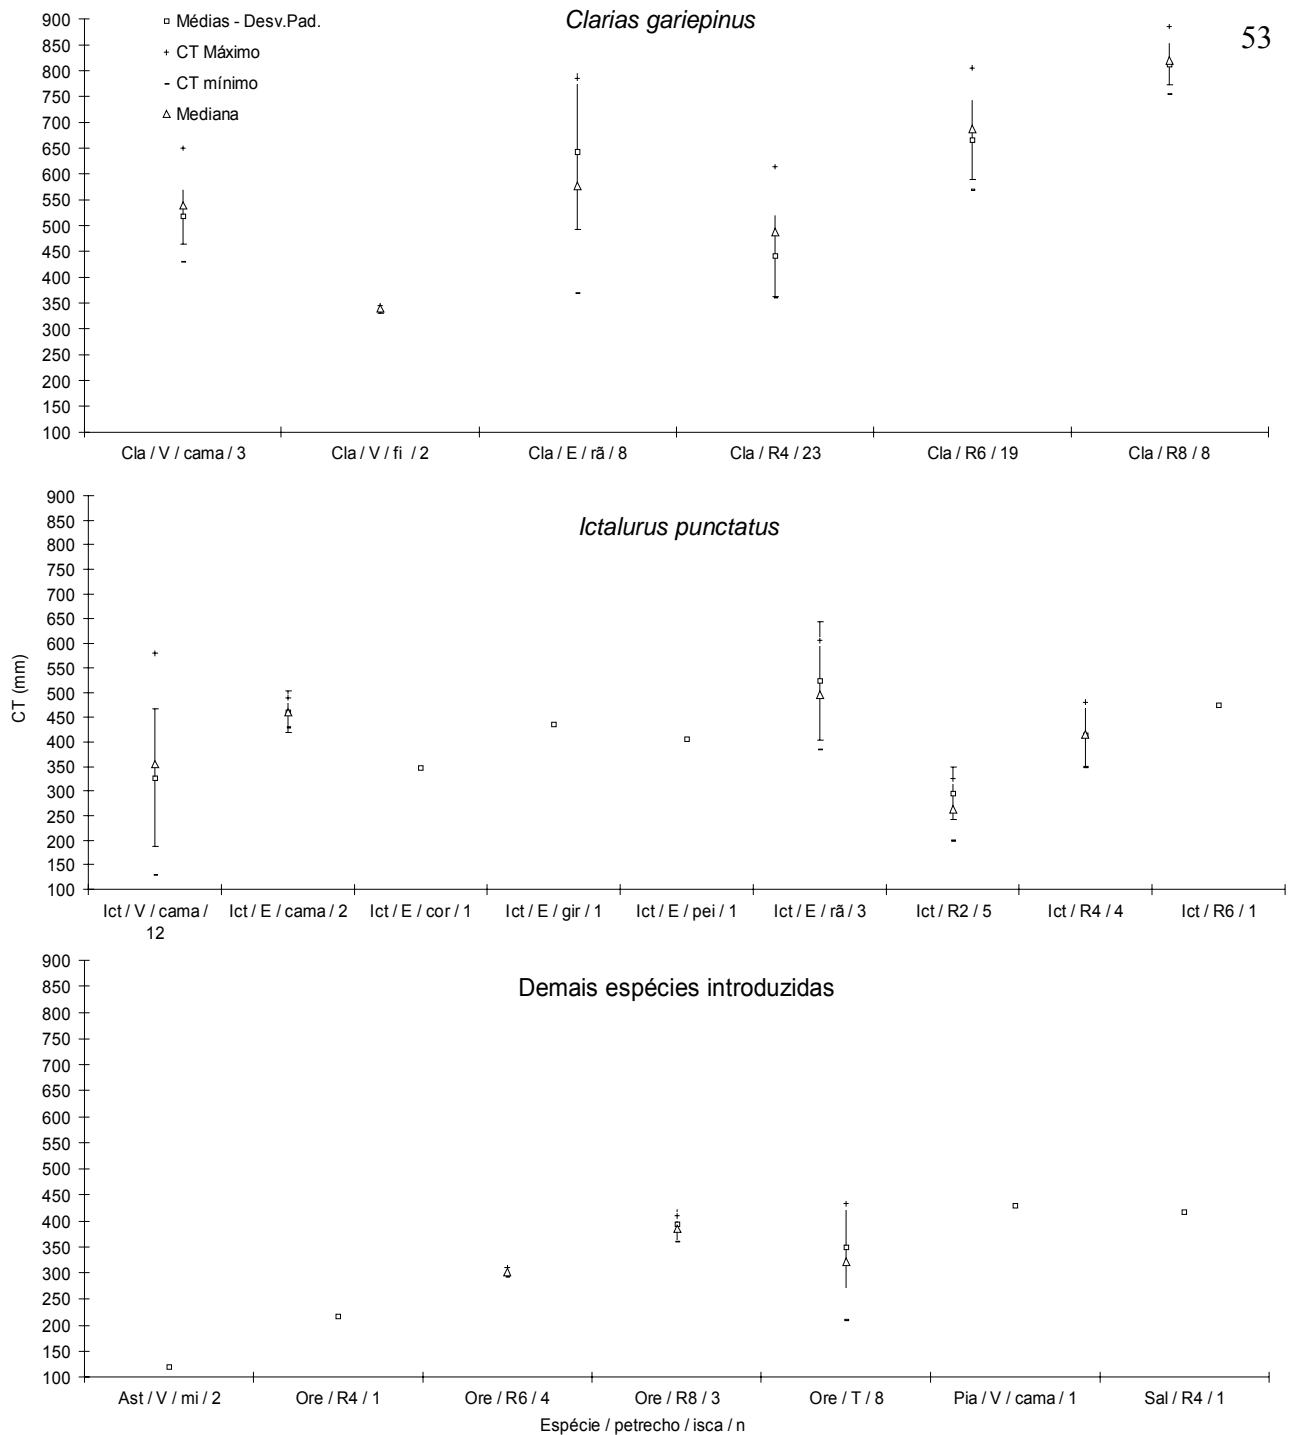 Clarias gariepinus
53
Médias - Desv.Pad.
CT Máximo
CT mínimo
Mediana
900
850
800
750
700
650
600
550
500
450
400
350
300
250
200
150
100
Cla / V / cama / 3
Cla / V / fi / 2
Cla / E / rã / 8
Cla / R4 / 23
Cla / R6 / 19
Cla / R8 / 8
Ictalurus punctatus
CT (mm)
900
850
800
750
700
650
600
550
500
450
400
350
300
250
200
150
100
Ict / V / cama /
12
Ict / E / cama / 2
Ict / E / cor / 1
Ict / E / gir / 1
Ict / E / pei / 1
Ict / E / rã / 3
Ict / R2 / 5
Ict / R4 / 4
Ict / R6 / 1
Demais espécies introduzidas
900
850
800
750
700
650
600
550
500
450
400
350
300
250
200
150
100
Ast / V / mi / 2
Ore / R4 / 1
Ore / R6 / 4
Ore / R8 / 3
Ore / T / 8
Pia / V / cama / 1
Sal / R4 / 1
Espécie / petrecho / isca / n